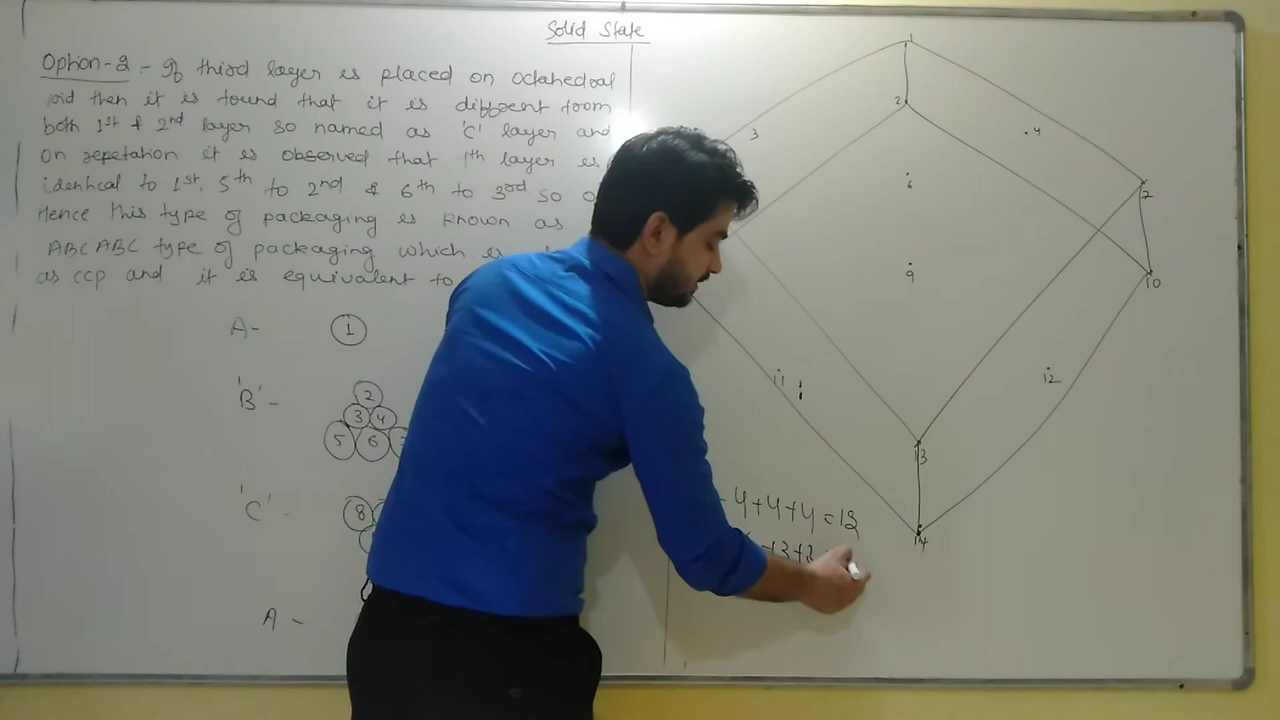 Solid State
Option-2 - If third layer is placed on Octahedral
void then it is found that it is different from
both 1st & 2nd layer so named as 'C' layer and
On repetation it is observed that layer is
identical to 1st, 5th to 2nd & 6th to 3rd so
Hence this type of packaging is known as
ABC ABC type of packaging which is
as ccp and it is equivalent to
A- 1
'B' - 2
3 4
5 6
'C' - 8
A -
1
2
3
4
6
7
9
10
11
12
13
14
4+4+4=12
+3+3